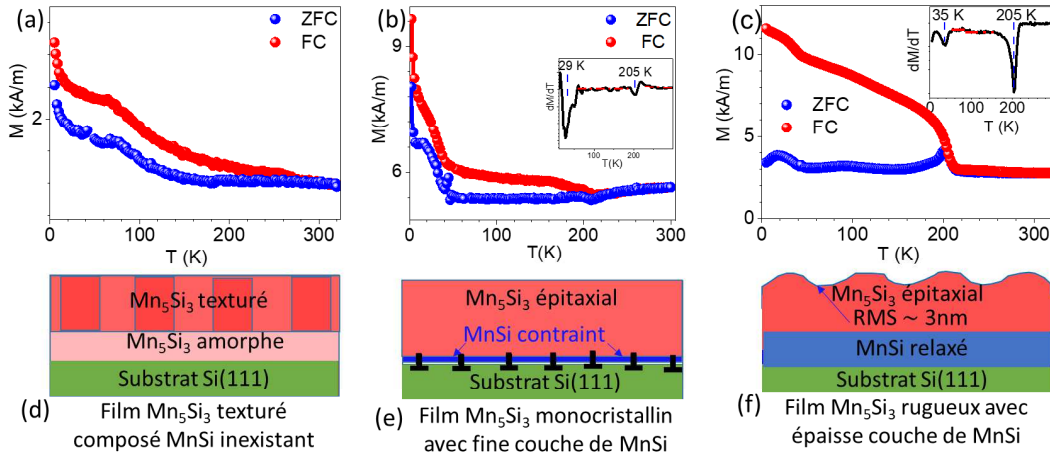 (a)
ZFC
FC
M (kA/m)
2
0 100 200 300
T (K)
(b)
ZFC
FC
M(kA/m)
9
6
0 100 200 300
T(K)
29 K
205 K
dM/dT
100 200
T(K)
(c)
ZFC
FC
M (kA/m)
10
5
0
0 100 200 300
T (K)
35 K
205 K
dM/dT
0 100 200 300
T (K)
Mn₅Si₃ texturé
Mn₅Si₃ amorphe
Substrat Si(111)
(d) Film Mn₅Si₃ texturé
composé MnSi inexistant
Mn₅Si₃ épitaxial
MnSi contraint
Substrat Si(111)
(e) Film Mn₅Si₃ monocristallin
avec fine couche de MnSi
Mn₅Si₃ épitaxial
RMS ~ 3nm
MnSi relaxé
Substrat Si(111)
(f) Film Mn₅Si₃ rugueux avec
épaisse couche de MnSi